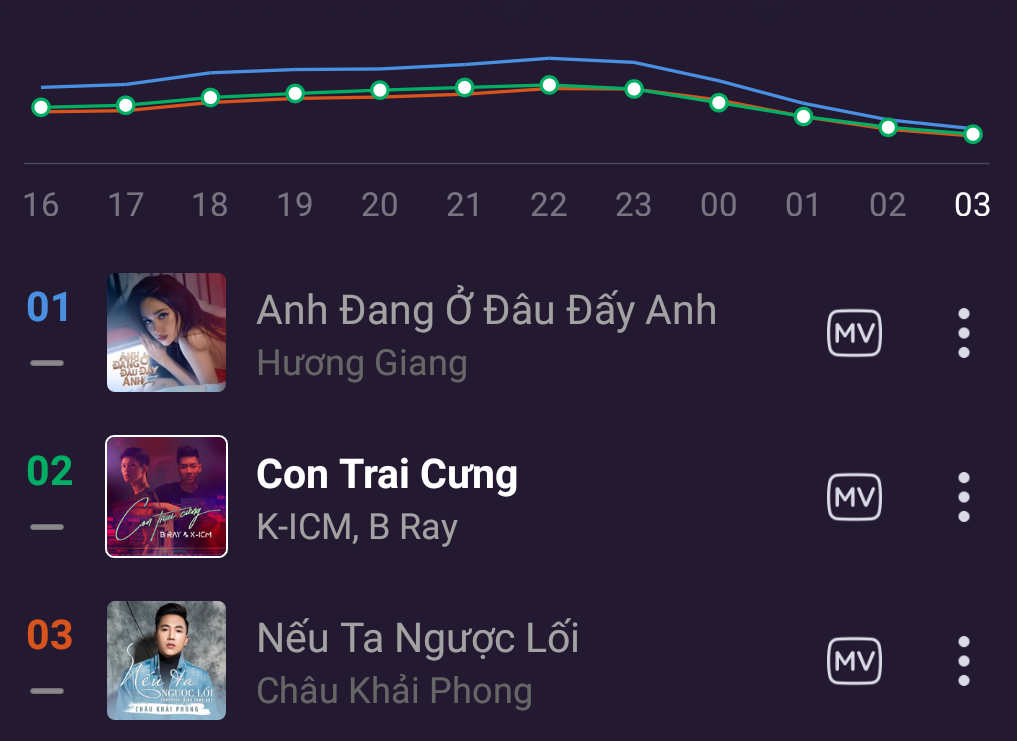 16 17 18 19 20 21 22 23 00 01 02 03
01
Anh Đang Ở Đâu Đấy Anh
Hương Giang
MV
ANH
ĐANG Ở
ĐÂU ĐẤY
ANH
02
Con Trai Cưng
K-ICM, B Ray
MV
Con trai cưng
B RAY & K-ICM
03
Nếu Ta Ngược Lối
Châu Khải Phong
MV
Nếu ta
NGƯỢC LỐI
CHÂU KHẢI PHONG